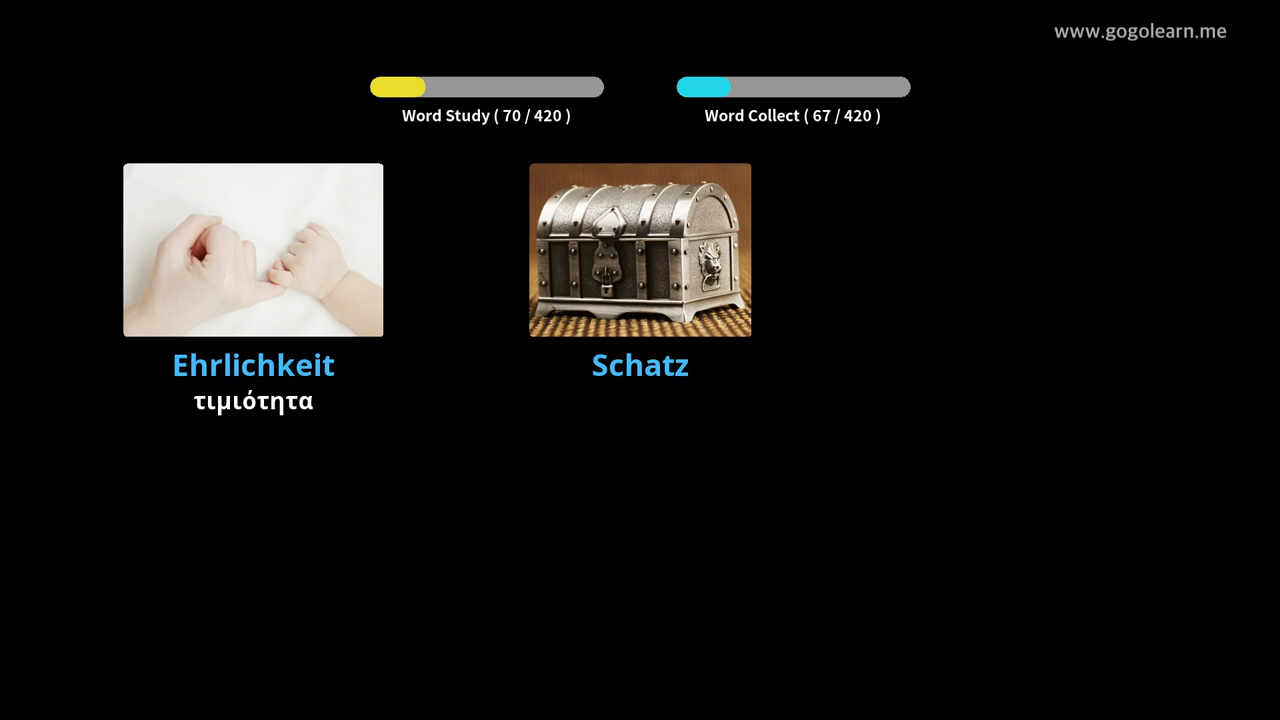 www.gogolearn.me
Word Study ( 70 / 420 )
Word Collect ( 67 / 420 )
Ehrlichkeit
τιμιότητα
Schatz